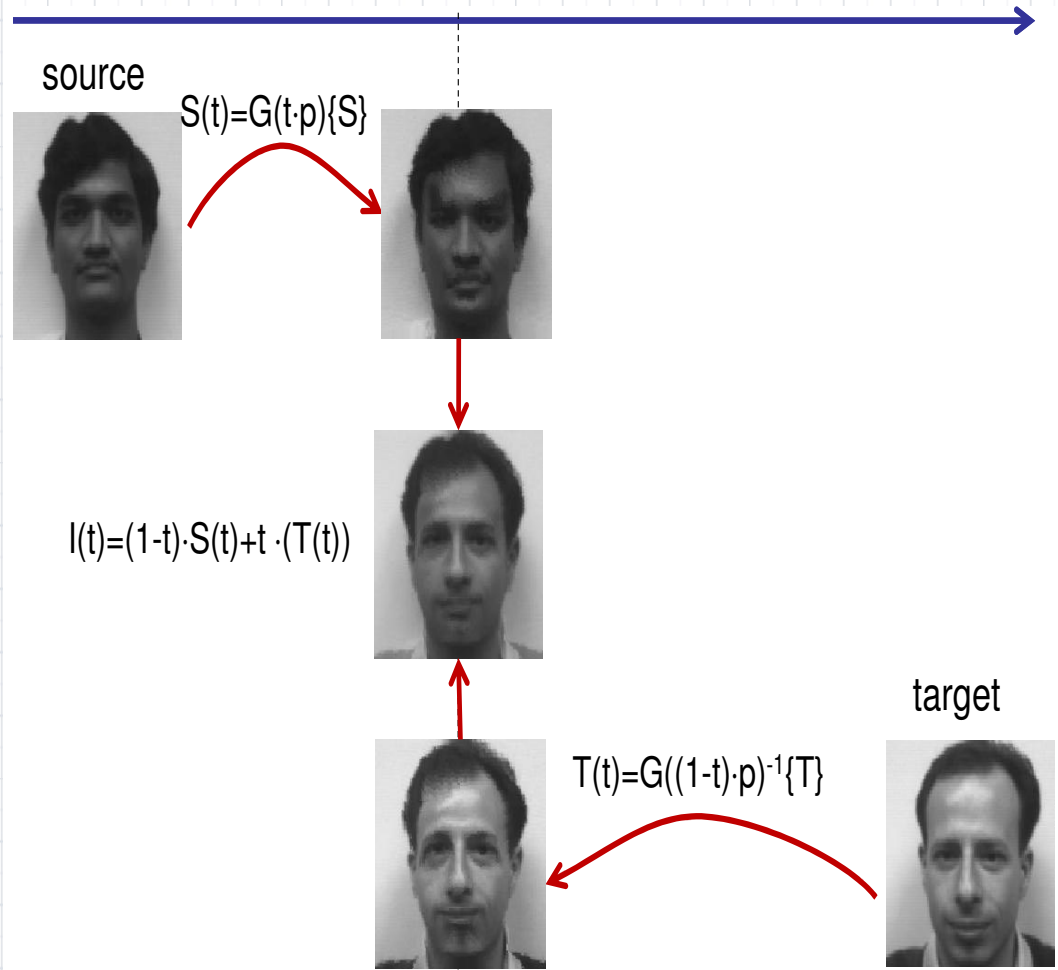 source
S(t)=G(t·p){S}
I(t)=(1-t)·S(t)+t ·(T(t))
target
T(t)=G((1-t)·p)⁻¹{T}